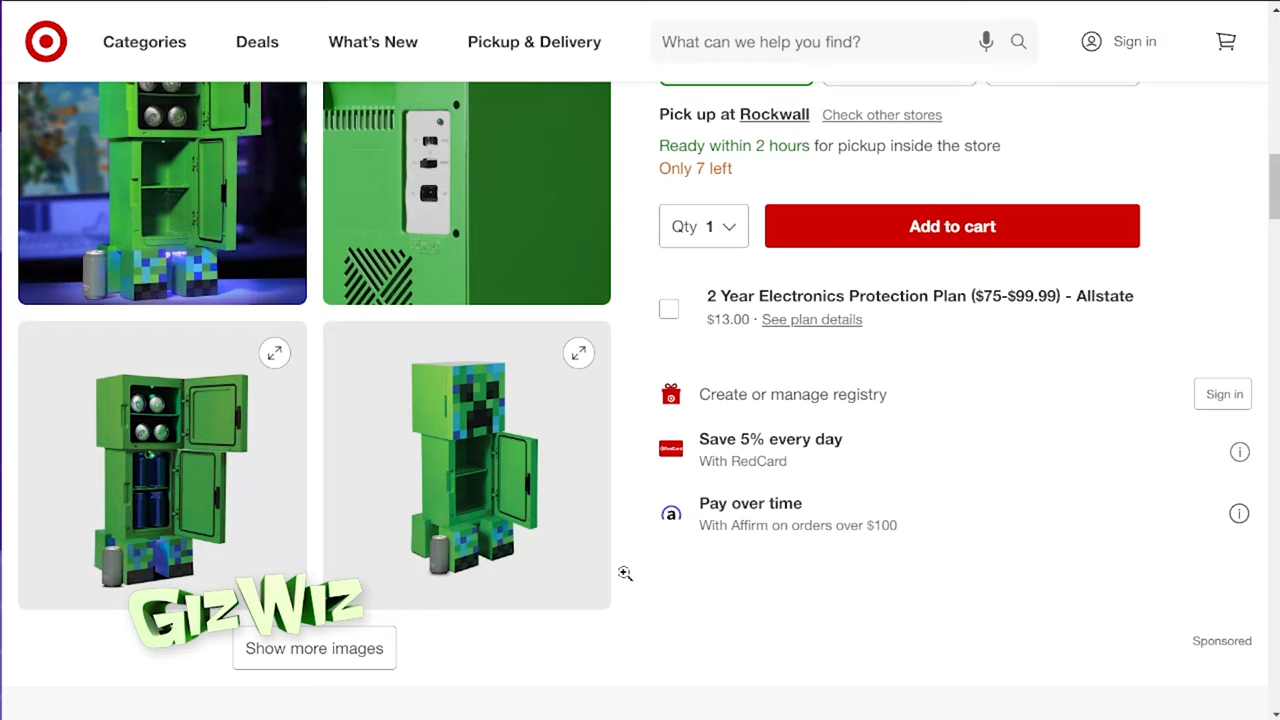 Categories
Deals
What's New
Pickup & Delivery
What can we help you find?
Sign in
Pick up at Rockwall Check other stores
Ready within 2 hours for pickup inside the store
Only 7 left
Qty 1
Add to cart
2 Year Electronics Protection Plan ($75-$99.99) - Allstate
$13.00 · See plan details
Create or manage registry
Sign in
Save 5% every day
With RedCard
a
Pay over time
With Affirm on orders over $100
GizWiz
Show more images
Sponsored